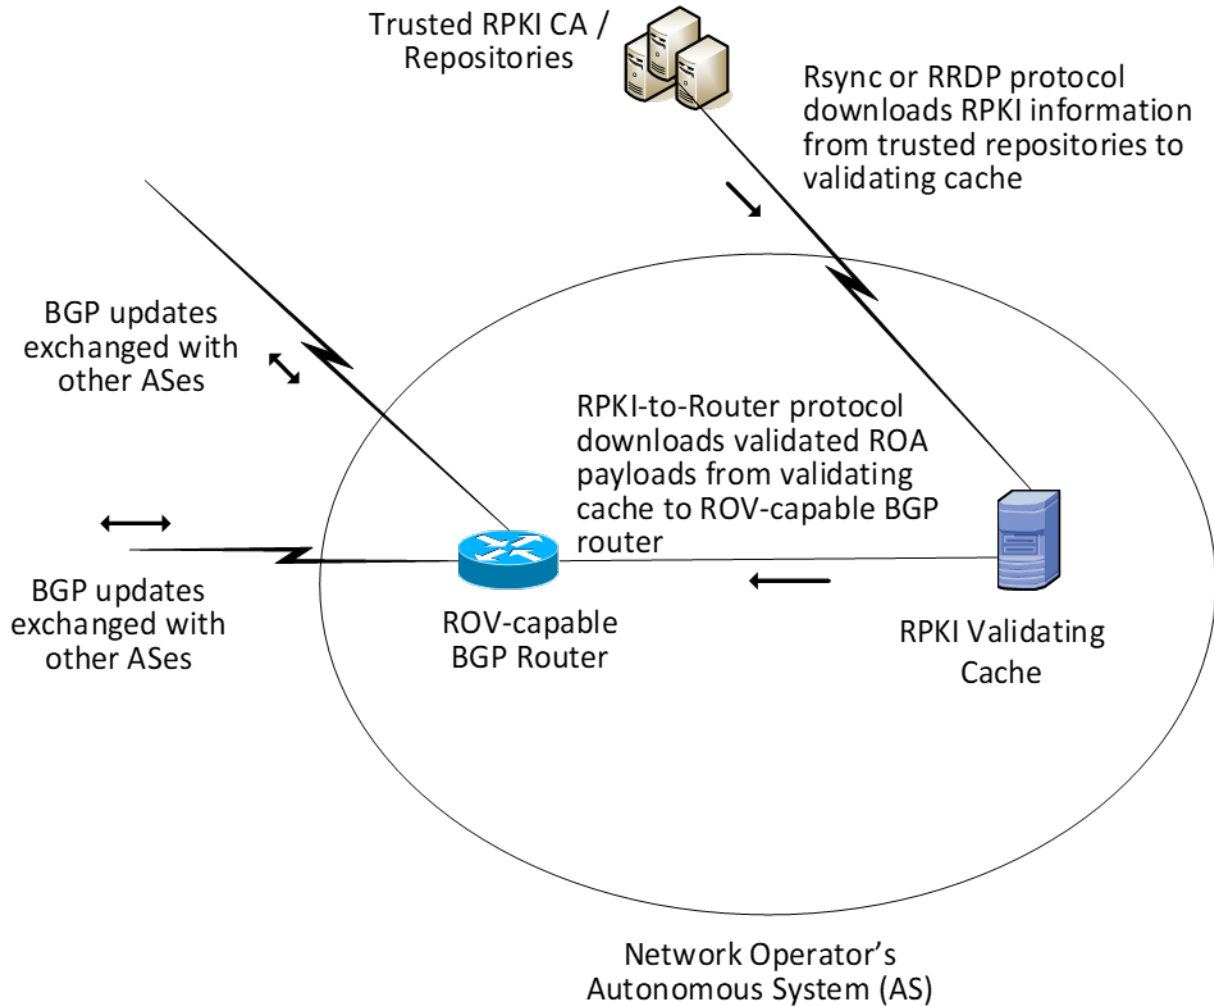 Trusted RPKI CA /
Repositories
Rsync or RRDP protocol
downloads RPKI information
from trusted repositories to
validating cache
BGP updates
exchanged with
other ASes
RPKI-to-Router protocol
downloads validated ROA
payloads from validating
cache to ROV-capable BGP
router
BGP updates
exchanged with
other ASes
ROV-capable
BGP Router
RPKI Validating
Cache
Network Operator’s
Autonomous System (AS)